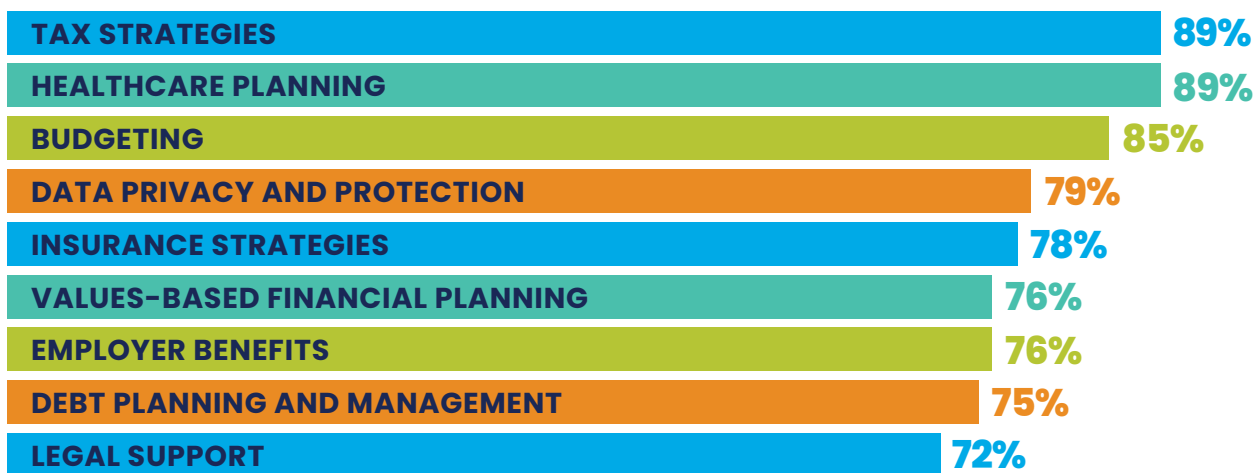 TAX STRATEGIES 89%
HEALTHCARE PLANNING 89%
BUDGETING 85%
DATA PRIVACY AND PROTECTION 79%
INSURANCE STRATEGIES 78%
VALUES-BASED FINANCIAL PLANNING 76%
EMPLOYER BENEFITS 76%
DEBT PLANNING AND MANAGEMENT 75%
LEGAL SUPPORT 72%